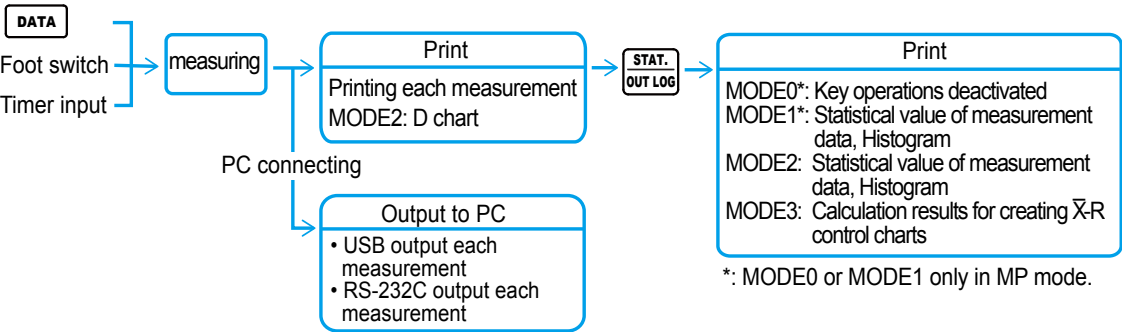 DATA
Foot switch
Timer input
measuring
Print
Printing each measurement
MODE2: D chart
PC connecting
Output to PC
• USB output each
measurement
• RS-232C output each
measurement
STAT.
OUT LOG
Print
MODE0*: Key operations deactivated
MODE1*: Statistical value of measurement
data, Histogram
MODE2: Statistical value of measurement
data, Histogram
MODE3: Calculation results for creating X̅-R
control charts
*: MODE0 or MODE1 only in MP mode.